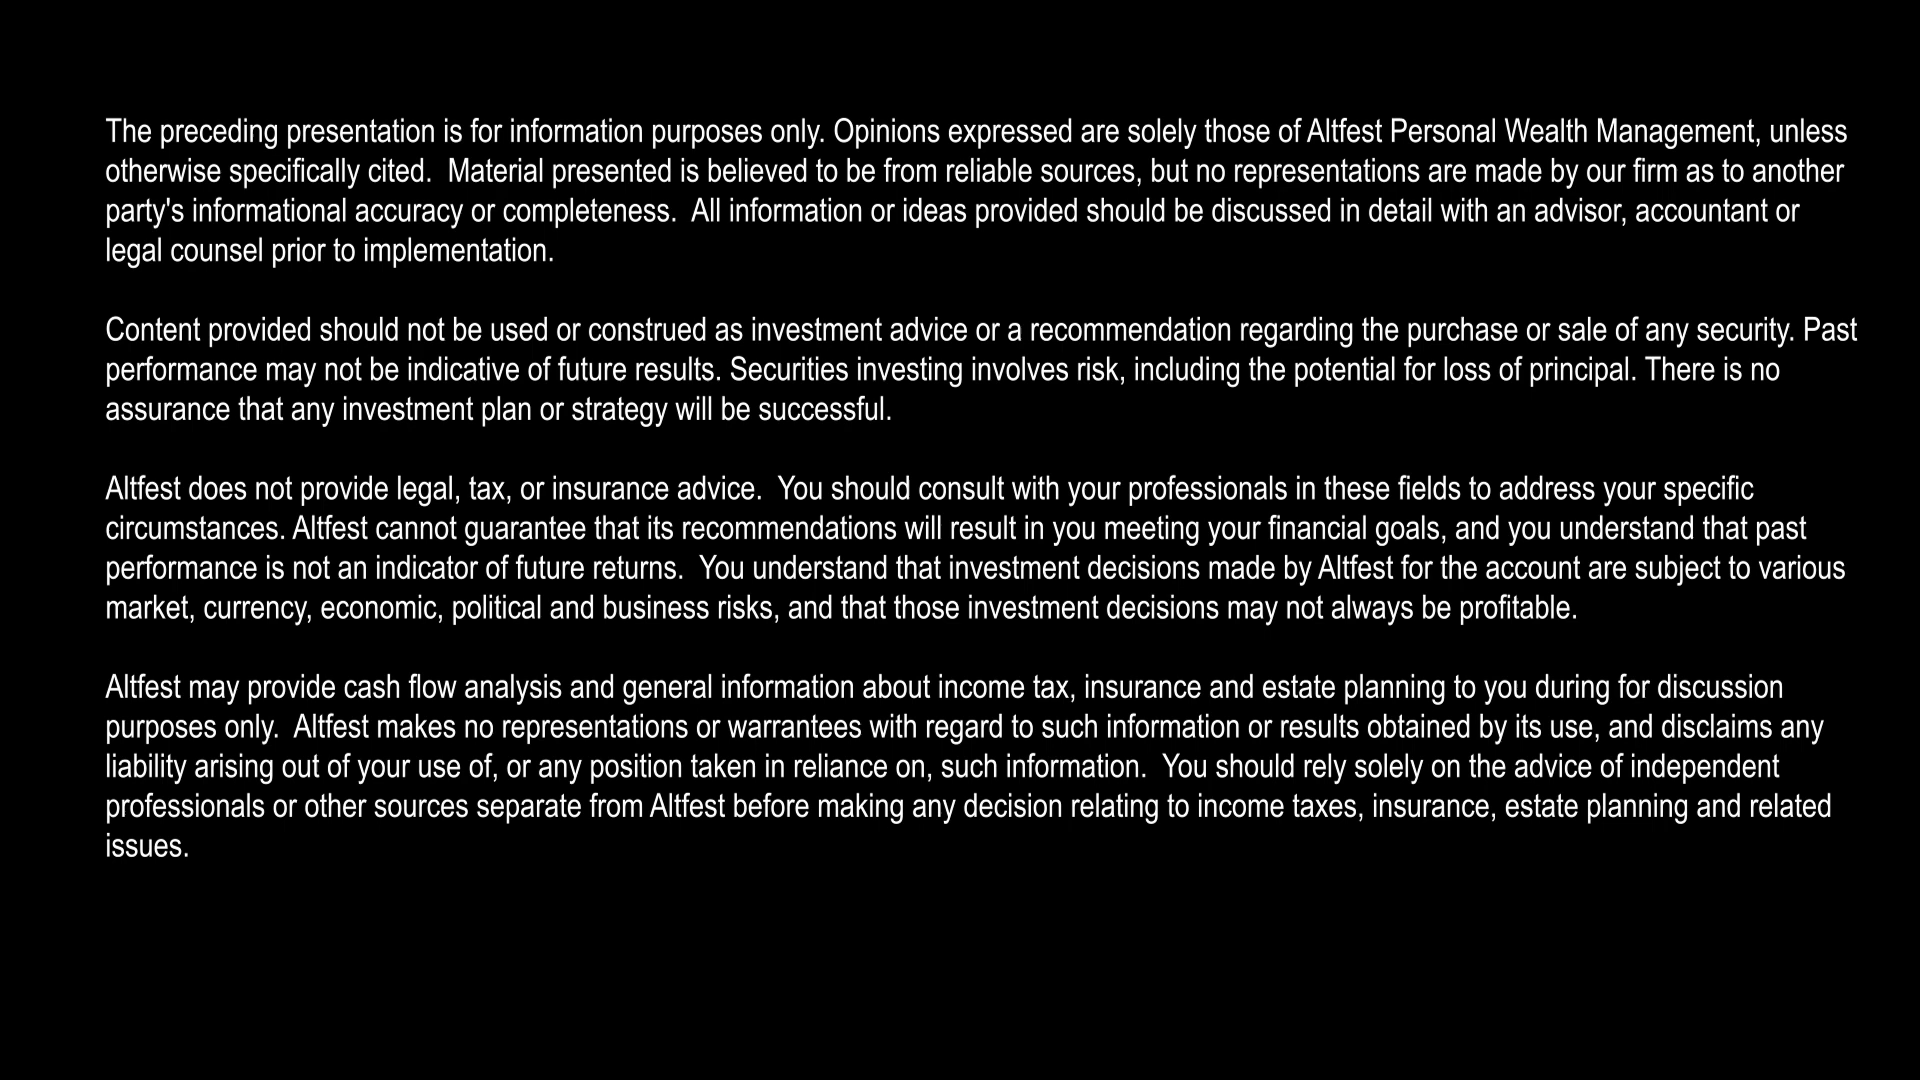 The preceding presentation is for information purposes only. Opinions expressed are solely those of Altfest Personal Wealth Management, unless
otherwise specifically cited.  Material presented is believed to be from reliable sources, but no representations are made by our firm as to another
party's informational accuracy or completeness.  All information or ideas provided should be discussed in detail with an advisor, accountant or
legal counsel prior to implementation.
Content provided should not be used or construed as investment advice or a recommendation regarding the purchase or sale of any security. Past
performance may not be indicative of future results. Securities investing involves risk, including the potential for loss of principal. There is no
assurance that any investment plan or strategy will be successful.
Altfest does not provide legal, tax, or insurance advice.  You should consult with your professionals in these fields to address your specific
circumstances. Altfest cannot guarantee that its recommendations will result in you meeting your financial goals, and you understand that past
performance is not an indicator of future returns.  You understand that investment decisions made by Altfest for the account are subject to various
market, currency, economic, political and business risks, and that those investment decisions may not always be profitable.
Altfest may provide cash flow analysis and general information about income tax, insurance and estate planning to you during for discussion
purposes only.  Altfest makes no representations or warrantees with regard to such information or results obtained by its use, and disclaims any
liability arising out of your use of, or any position taken in reliance on, such information.  You should rely solely on the advice of independent
professionals or other sources separate from Altfest before making any decision relating to income taxes, insurance, estate planning and related
issues.